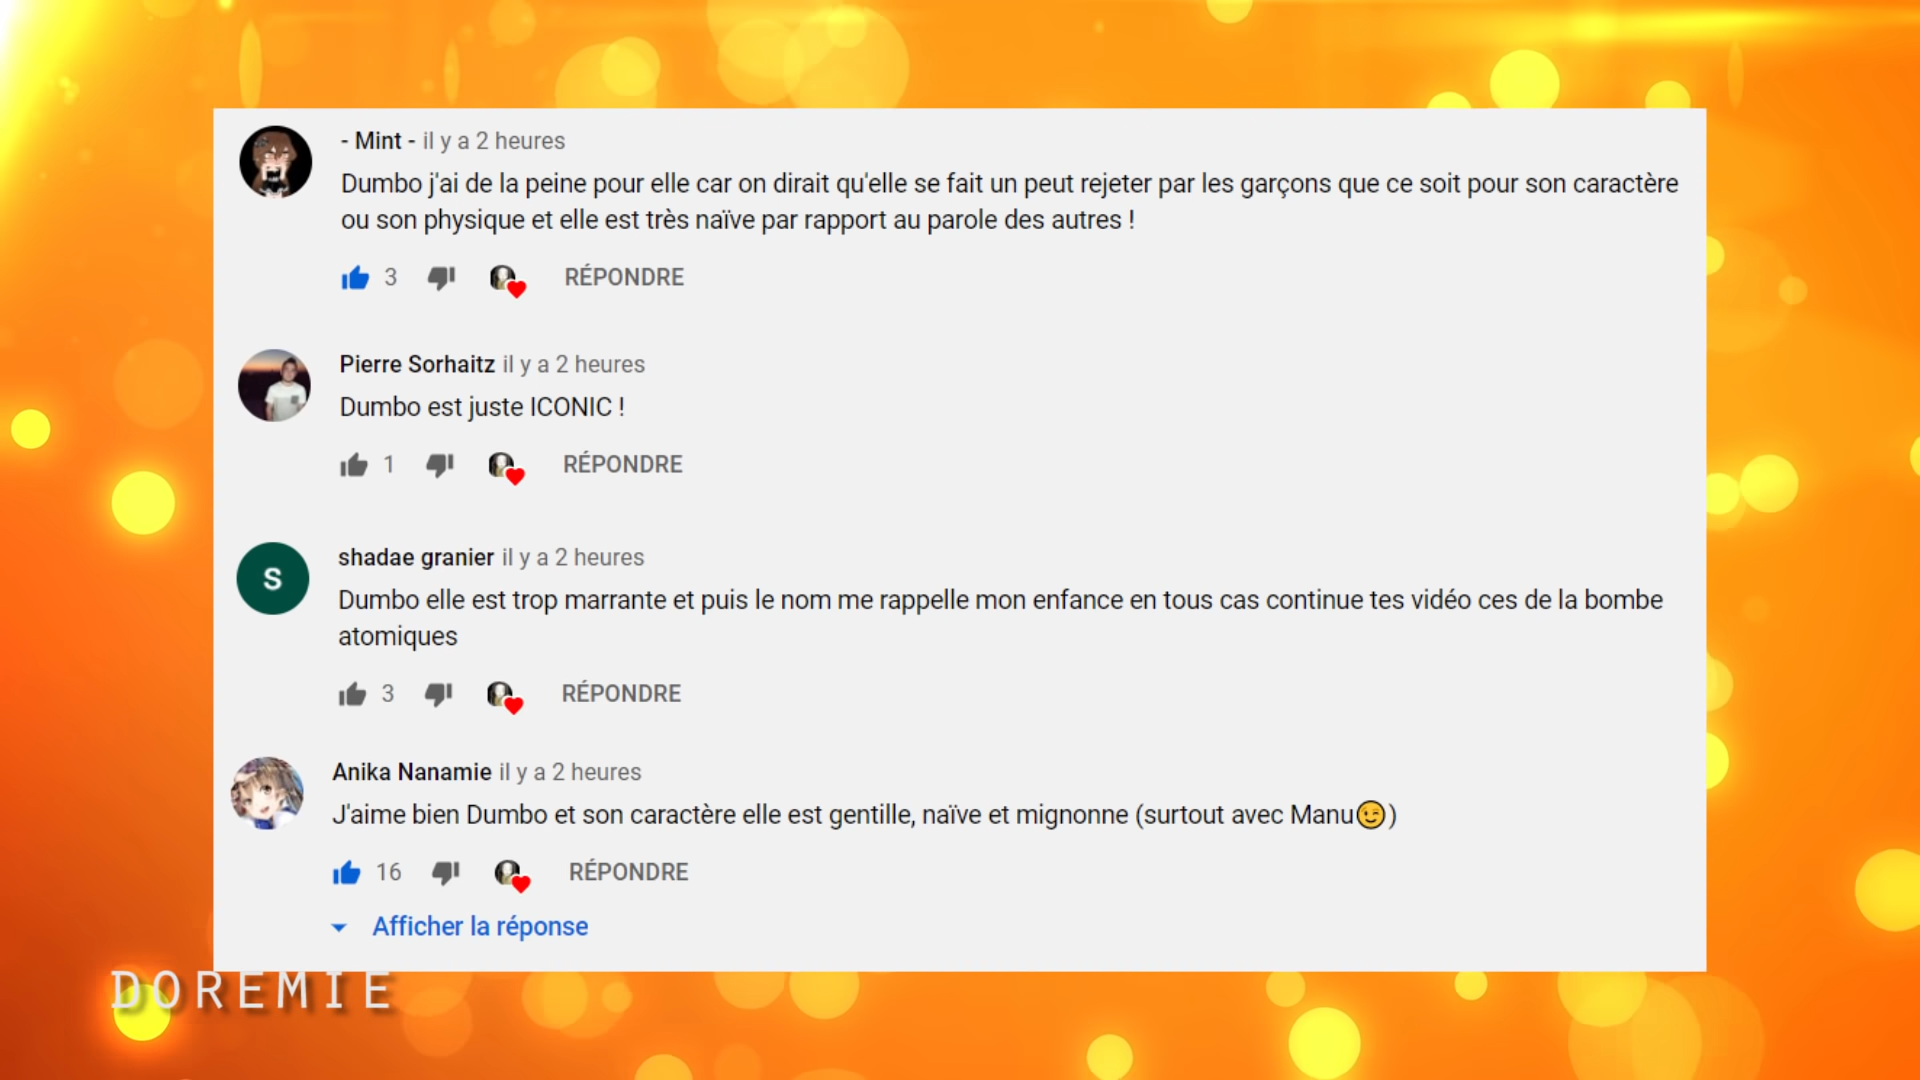 - Mint - il y a 2 heures
Dumbo j'ai de la peine pour elle car on dirait qu'elle se fait un peut rejeter par les garçons que ce soit pour son caractère
ou son physique et elle est très naïve par rapport au parole des autres !
3 RÉPONDRE
Pierre Sorhaitz il y a 2 heures
Dumbo est juste ICONIC !
1 RÉPONDRE
S
shadae granier il y a 2 heures
Dumbo elle est trop marrante et puis le nom me rappelle mon enfance en tous cas continue tes vidéo ces de la bombe
atomiques
3 RÉPONDRE
Anika Nanamie il y a 2 heures
J'aime bien Dumbo et son caractère elle est gentille, naïve et mignonne (surtout avec Manu😉)
16 RÉPONDRE
Afficher la réponse
DOREMIE